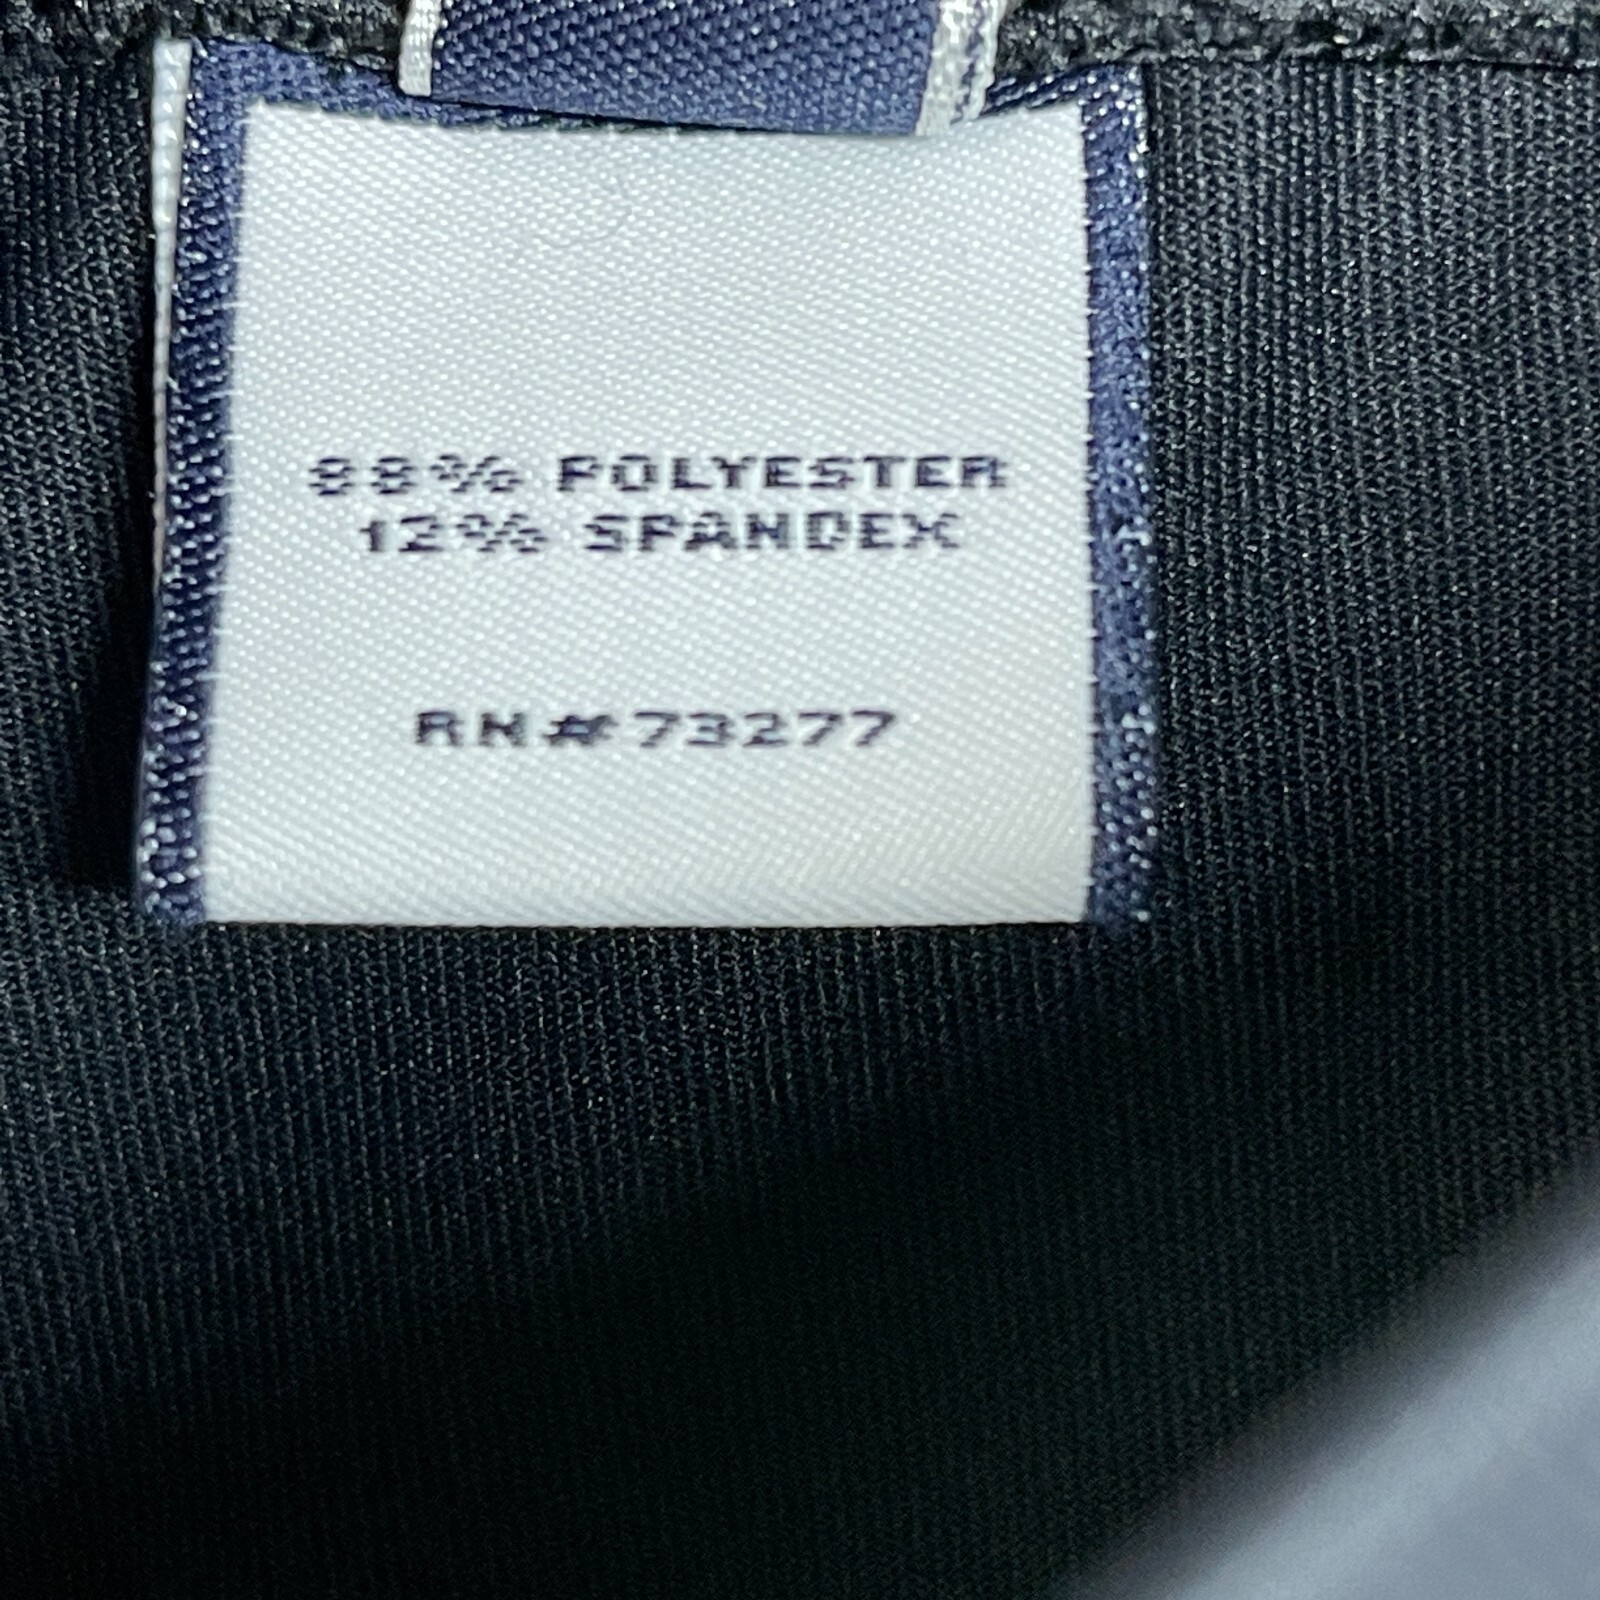 88% POLYESTER
12% SPANDEX
RN#73277